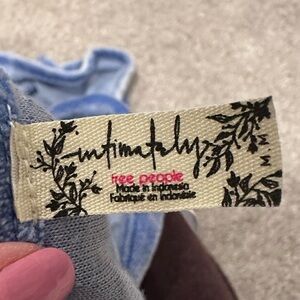 intimately
free people
Made in Indonesia
Fabriqué en Indonésie
M